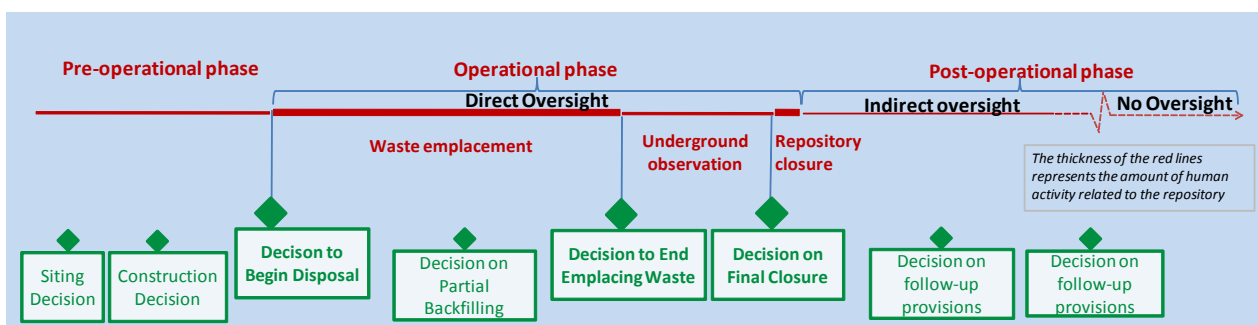 Pre-operational phase
Operational phase
Post-operational phase
Direct Oversight
Indirect oversight
No Oversight
Waste emplacement
Underground
observation
Repository
closure
The thickness of the red lines
represents the amount of human
activity related to the repository
Siting
Decision
Construction
Decision
Decison to
Begin Disposal
Decision on
Partial
Backfilling
Decision to End
Emplacing Waste
Decision on
Final Closure
Decision on
follow-up
provisions
Decision on
follow-up
provisions